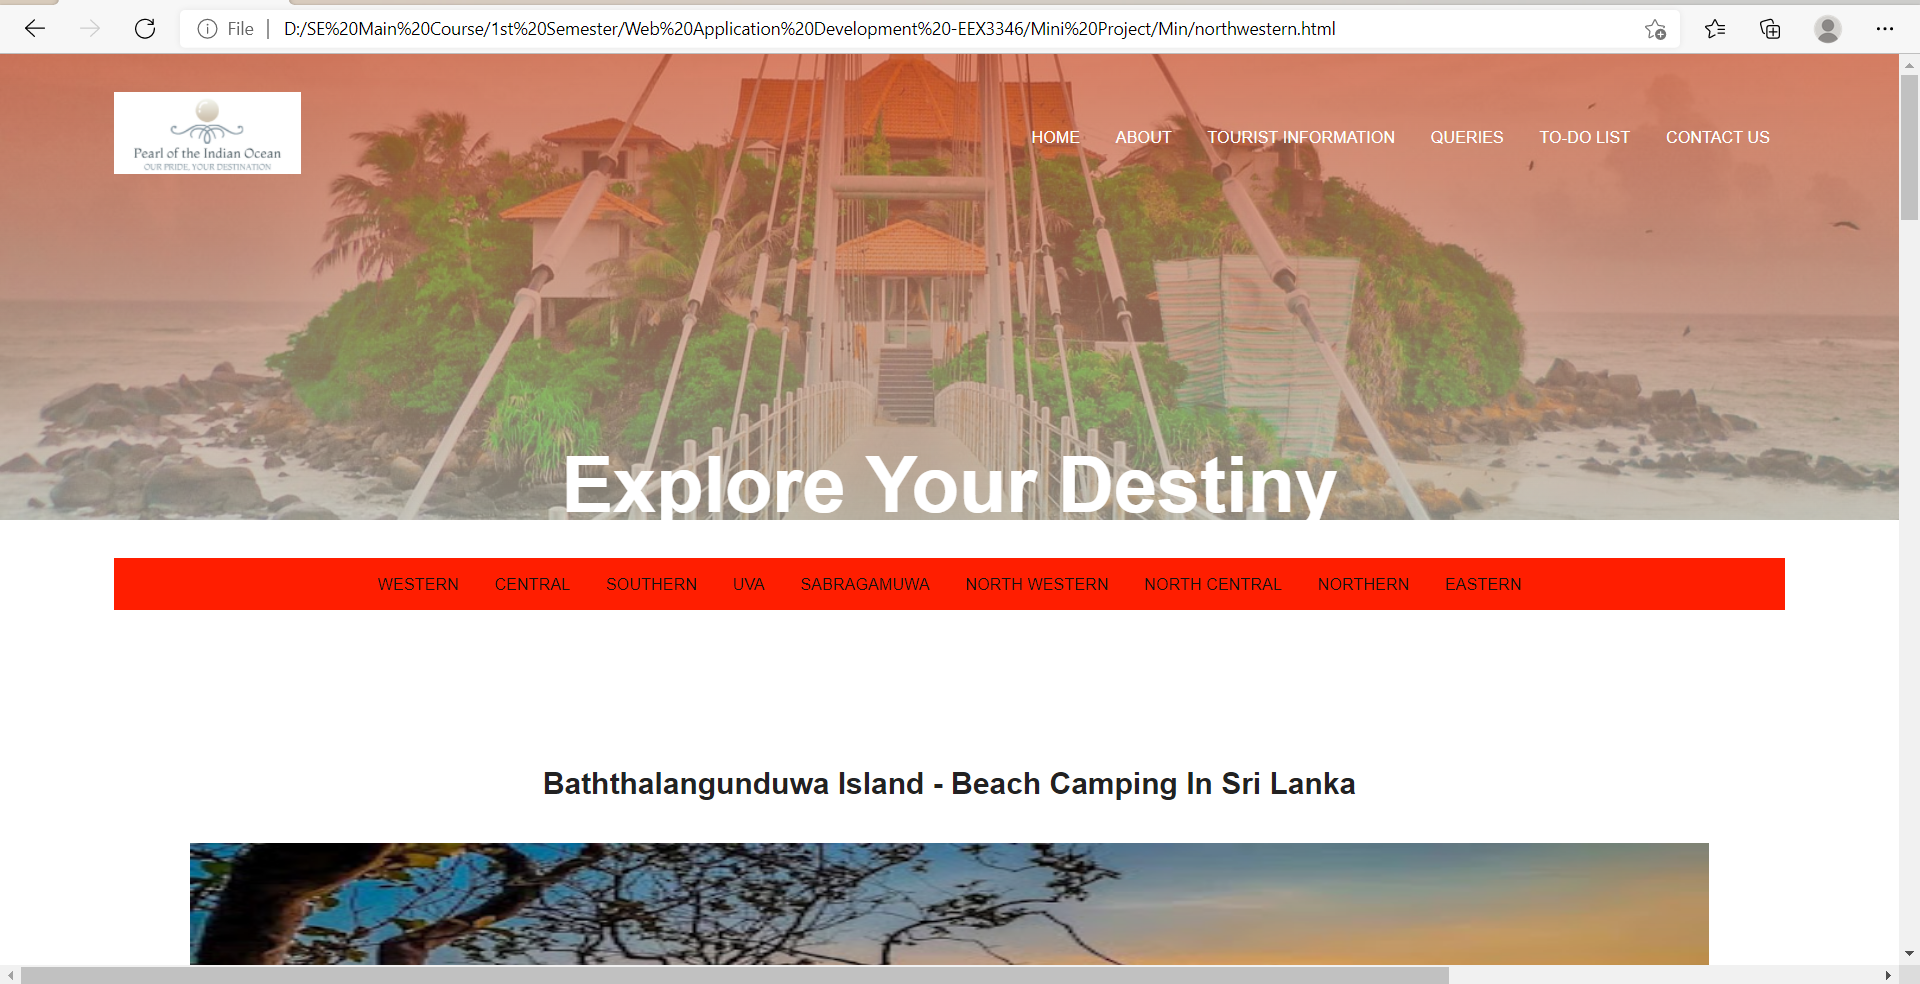 File | D:/SE%20Main%20Course/1st%20Semester/Web%20Application%20Development%20-EEX3346/Mini%20Project/Min/northwestern.html
Pearl of the Indian Ocean
OUR PRIDE, YOUR DESTINATION
HOME ABOUT TOURIST INFORMATION QUERIES TO-DO LIST CONTACT US
Explore Your Destiny
WESTERN CENTRAL SOUTHERN UVA SABRAGAMUWA NORTH WESTERN NORTH CENTRAL NORTHERN EASTERN
Baththalangunduwa Island - Beach Camping In Sri Lanka